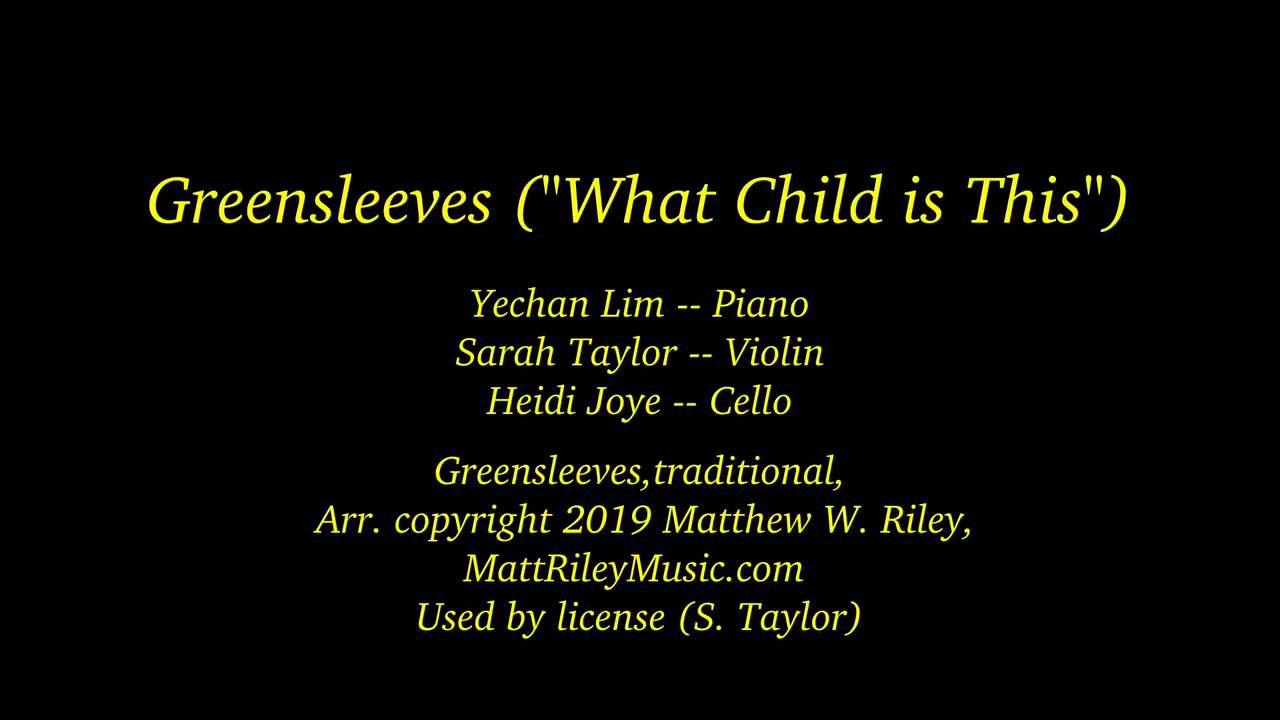 Greensleeves ("What Child is This")
Yechan Lim -- Piano
Sarah Taylor -- Violin
Heidi Joye -- Cello
Greensleeves,traditional,
Arr. copyright 2019 Matthew W. Riley,
MattRileyMusic.com
Used by license (S. Taylor)